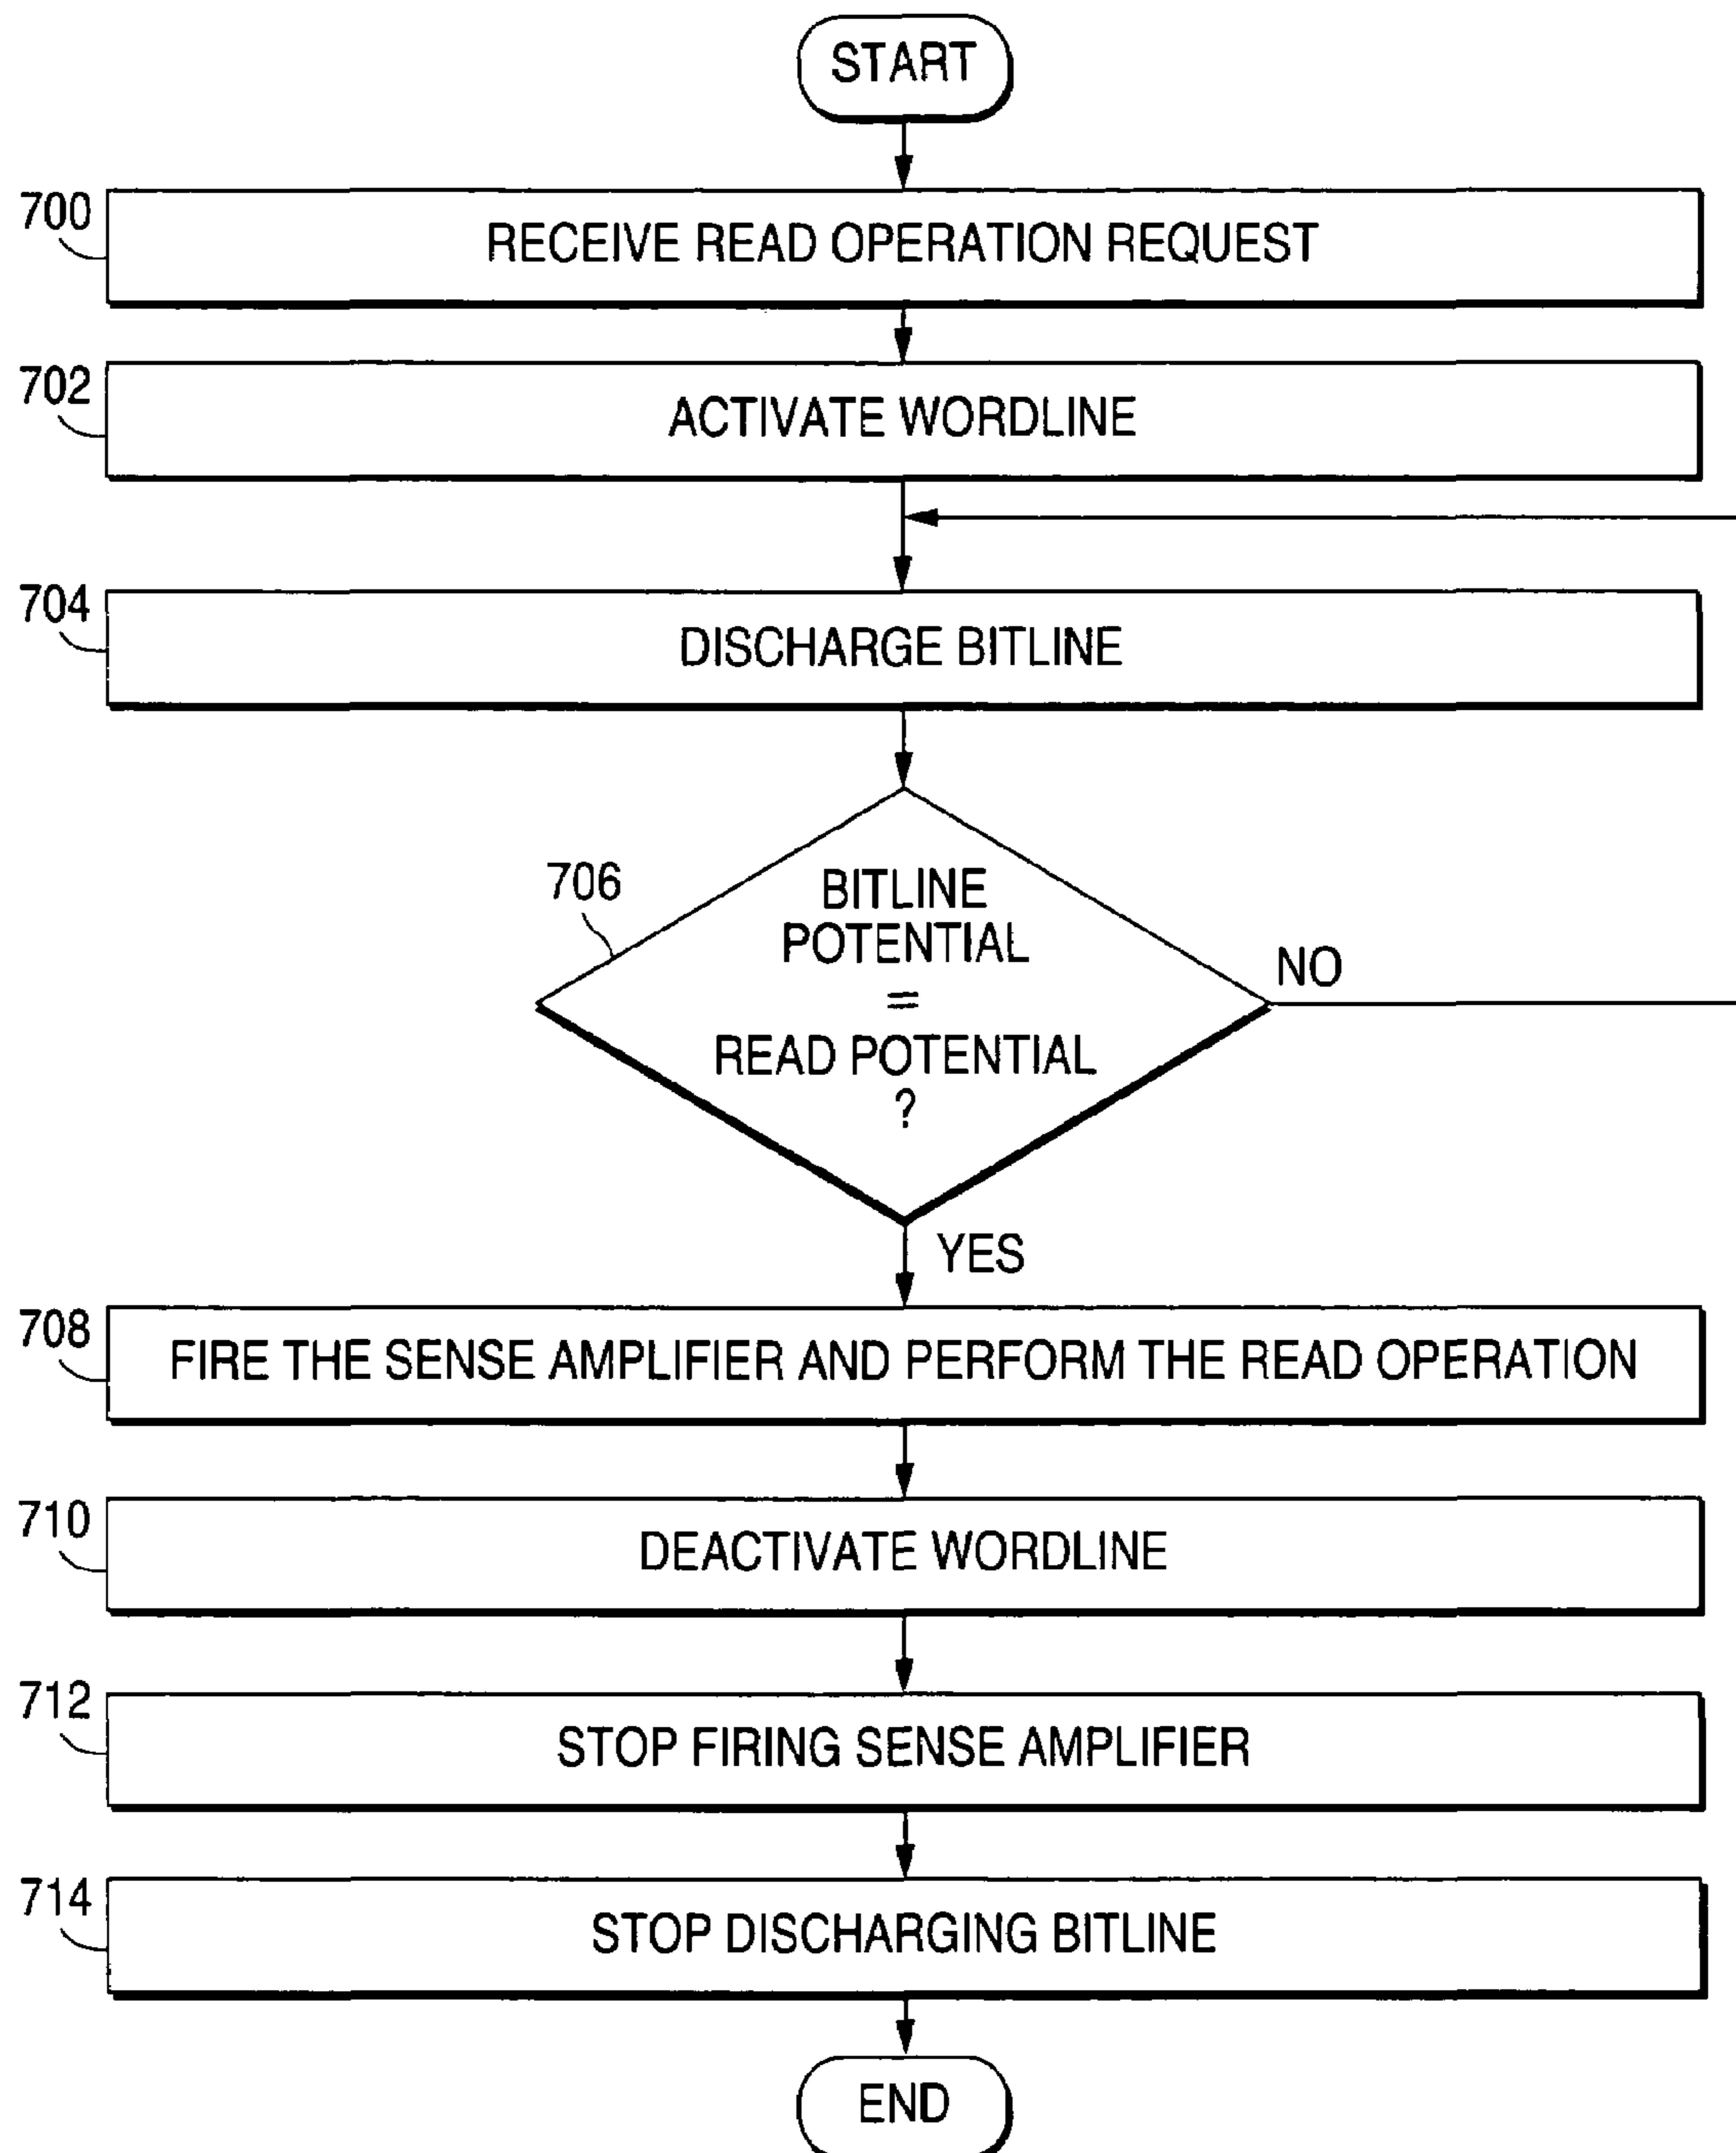 START
700
RECEIVE READ OPERATION REQUEST
702
ACTIVATE WORDLINE
704
DISCHARGE BITLINE
706
BITLINE
POTENTIAL
=
READ POTENTIAL
?
NO
YES
708
FIRE THE SENSE AMPLIFIER AND PERFORM THE READ OPERATION
710
DEACTIVATE WORDLINE
712
STOP FIRING SENSE AMPLIFIER
714
STOP DISCHARGING BITLINE
END